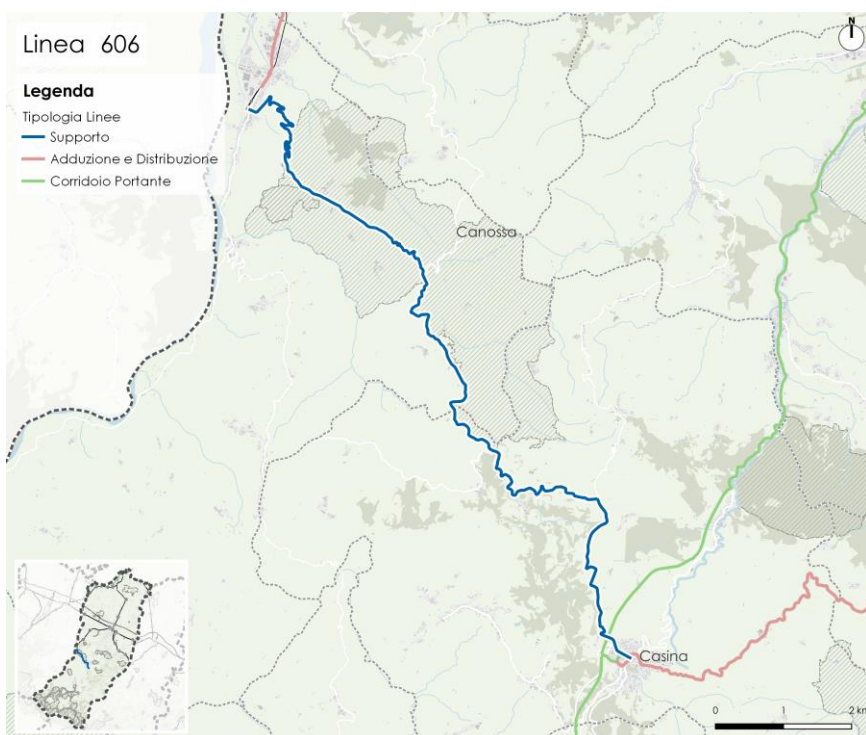 Linea 606
Legenda
Tipologia Linee
Supporto
Adduzione e Distribuzione
Corridoio Portante
N
Canossa
Casina
0 1 2 km